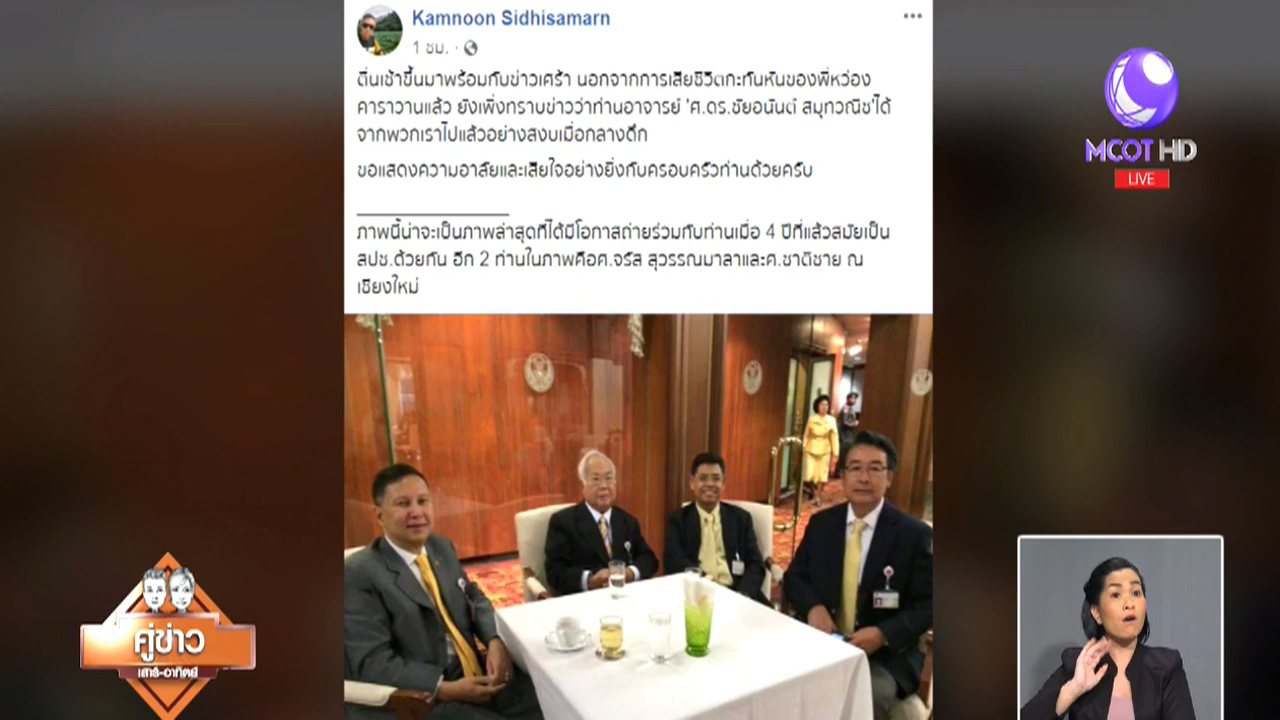 Kamnoon Sidhisamarn
1 ชม. ·
ตื่นเช้าขึ้นมาพร้อมกับข่าวเศร้า นอกจากการเสียชีวิตกะทันหันของพี่หว่อง
คาราวานแล้ว ยังเพิ่งทราบข่าวว่าท่านอาจารย์ 'ศ.ดร.ชัยอนันต์ สมุทวณิช'ได้
จากพวกเราไปแล้วอย่างสงบเมื่อกลางดึก
ขอแสดงความอาลัยและเสียใจอย่างยิ่งกับครอบครัวท่านด้วยครับ
ภาพนี้น่าจะเป็นภาพล่าสุดที่ได้มีโอกาสถ่ายร่วมกับท่านเมื่อ 4 ปีที่แล้วสมัยเป็น
สปช.ด้วยกัน อีก 2 ท่านในภาพคือศ.จรัส สุวรรณมาลาและศ.ชาติชาย ณ
เชียงใหม่
MCOT HD
LIVE
คู่ข่าว
เสาร์-อาทิตย์